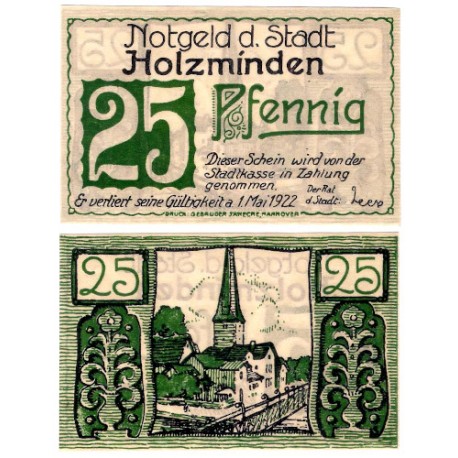 Notgeld d. Stadt
Holzminden
25 Pfennig
Dieser Schein wird von der
Stadtkasse in Zahlung
genommen.
Der Rat
d. Stadt:
Er verliert seine Gültigkeit a. 1. Mai 1922
DRUCK: GEBRÜDER JÄNECKE, HANNOVER
25 25